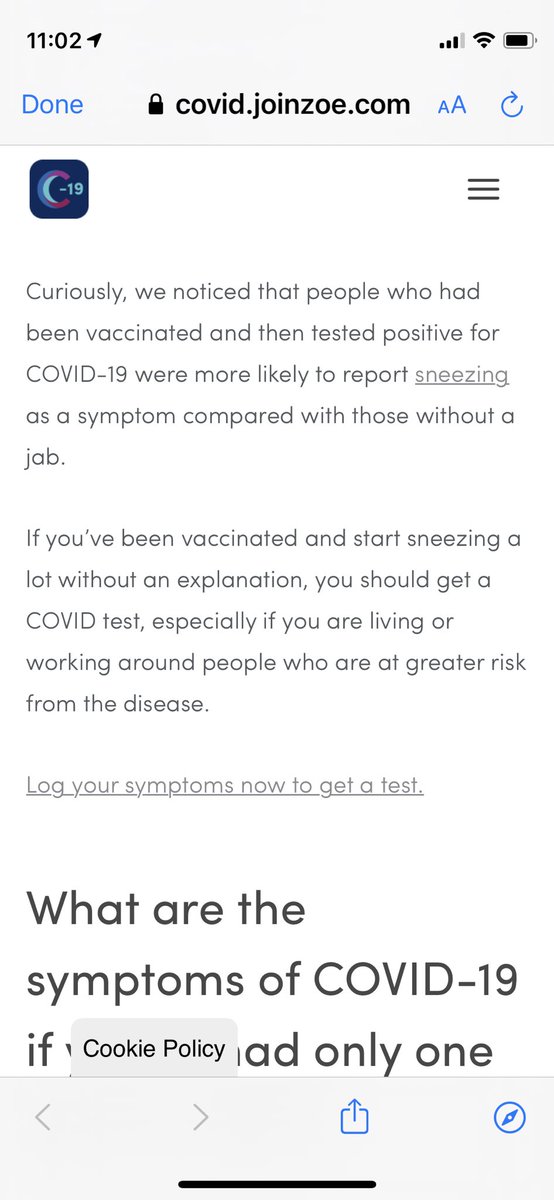 11:02
Done
covid.joinzoe.com
AA
C-19
Curiously, we noticed that people who had
been vaccinated and then tested positive for
COVID-19 were more likely to report sneezing
as a symptom compared with those without a
jab.
If you’ve been vaccinated and start sneezing a
lot without an explanation, you should get a
COVID test, especially if you are living or
working around people who are at greater risk
from the disease.
Log your symptoms now to get a test.
What are the
symptoms of COVID-19
if ad only one
Cookie Policy